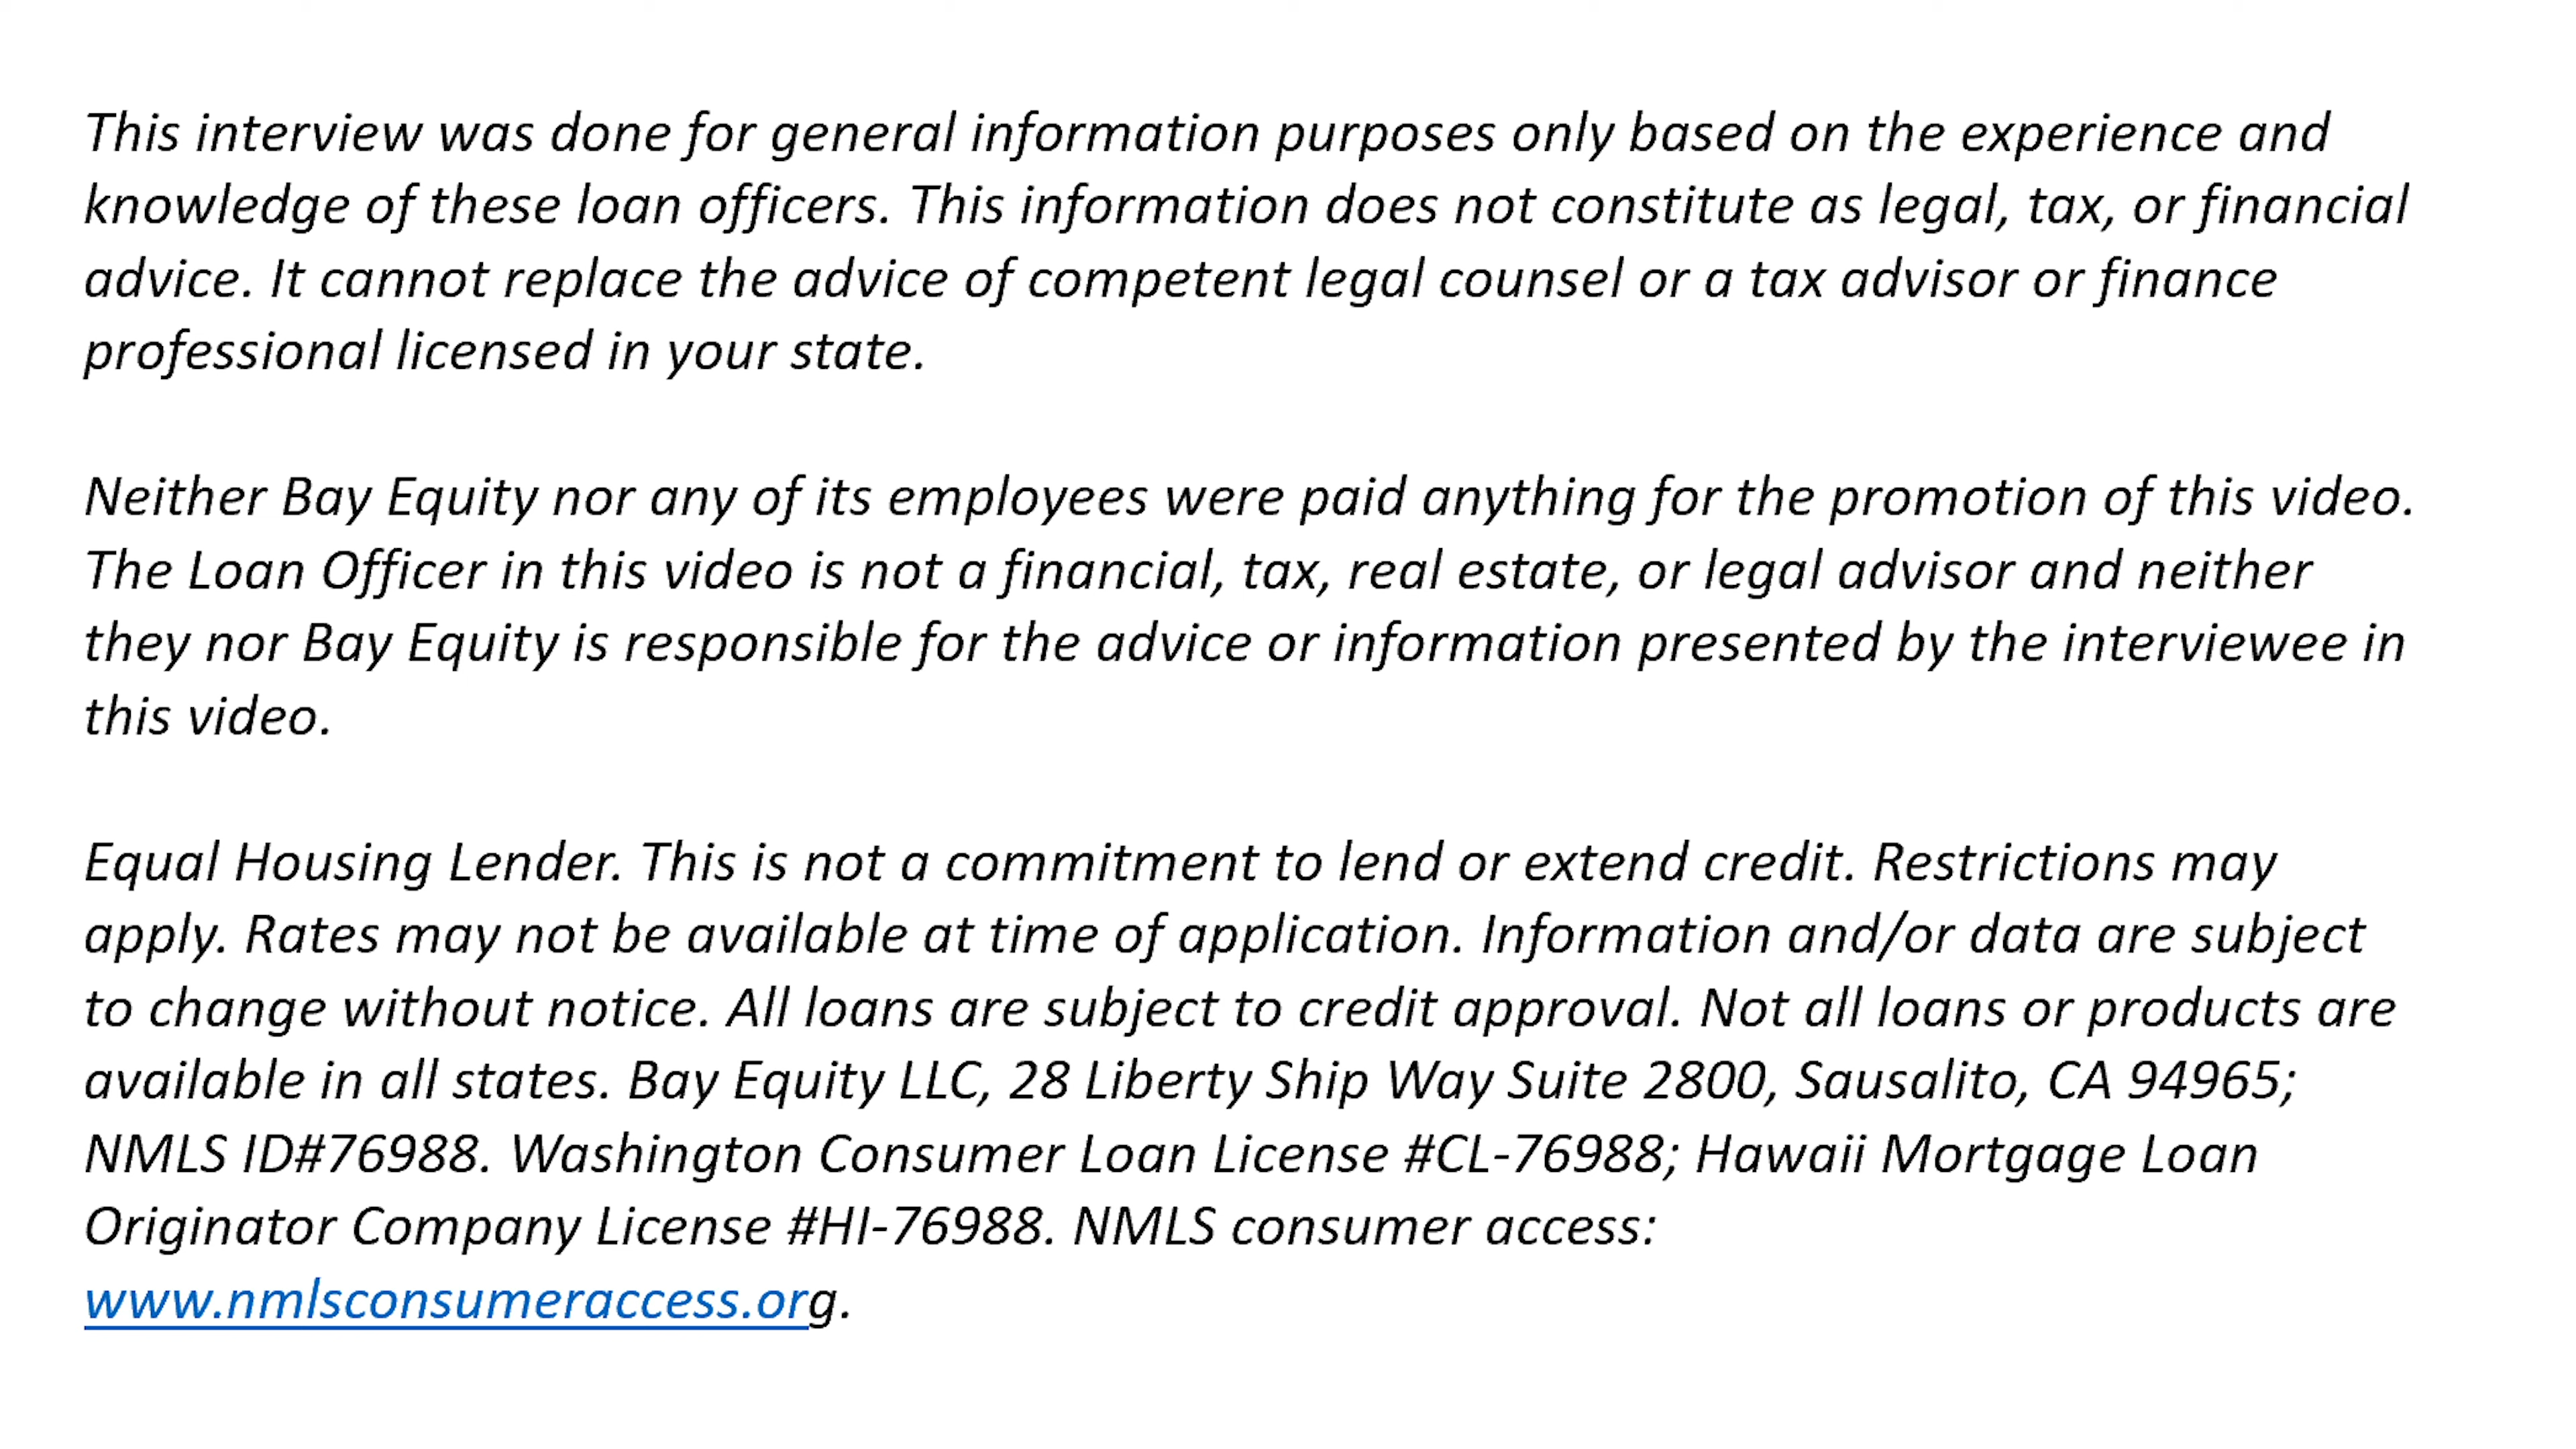 This interview was done for general information purposes only based on the experience and
knowledge of these loan officers. This information does not constitute as legal, tax, or financial
advice. It cannot replace the advice of competent legal counsel or a tax advisor or finance
professional licensed in your state.
Neither Bay Equity nor any of its employees were paid anything for the promotion of this video.
The Loan Officer in this video is not a financial, tax, real estate, or legal advisor and neither
they nor Bay Equity is responsible for the advice or information presented by the interviewee in
this video.
Equal Housing Lender. This is not a commitment to lend or extend credit. Restrictions may
apply. Rates may not be available at time of application. Information and/or data are subject
to change without notice. All loans are subject to credit approval. Not all loans or products are
available in all states. Bay Equity LLC, 28 Liberty Ship Way Suite 2800, Sausalito, CA 94965;
NMLS ID#76988. Washington Consumer Loan License #CL-76988; Hawaii Mortgage Loan
Originator Company License #HI-76988. NMLS consumer access:
www.nmlsconsumeraccess.org.